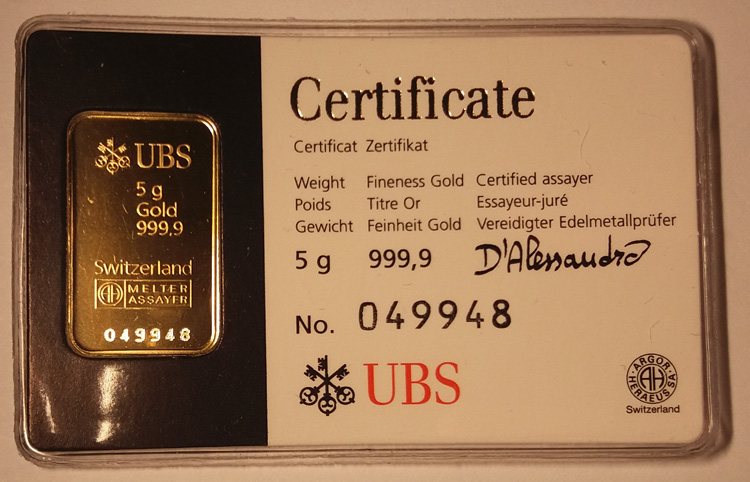 UBS
5 g
Gold
999,9
Switzerland
AH MELTER
ASSAYER
049948
Certificate
Certificat Zertifikat
Weight Fineness Gold Certified assayer
Poids Titre Or Essayeur-juré
Gewicht Feinheit Gold Vereidigter Edelmetallprüfer
5 g 999,9 D'Alessandro
No. 049948
UBS
ARGOR
AH
HERAEUS SA
Switzerland